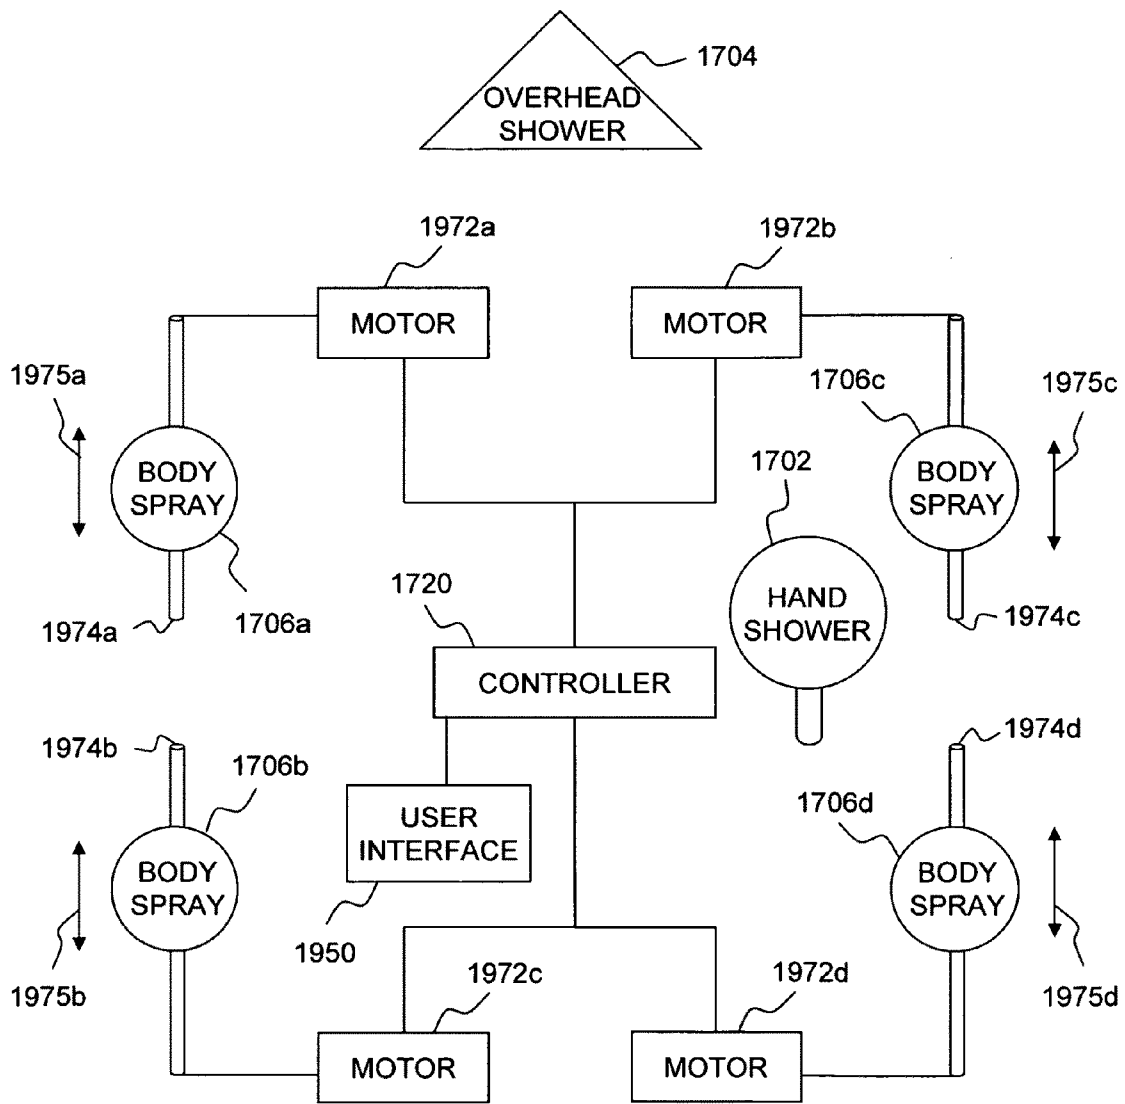 1704
OVERHEAD
SHOWER
1972a
1972b
MOTOR
MOTOR
1975a
1706c
1975c
BODY
SPRAY
1702
BODY
SPRAY
1720
HAND
SHOWER
1974a
1706a
1974c
CONTROLLER
1974b
1706b
1974d
1706d
USER
INTERFACE
BODY
SPRAY
BODY
SPRAY
1950
1975b
1972c
1972d
1975d
MOTOR
MOTOR